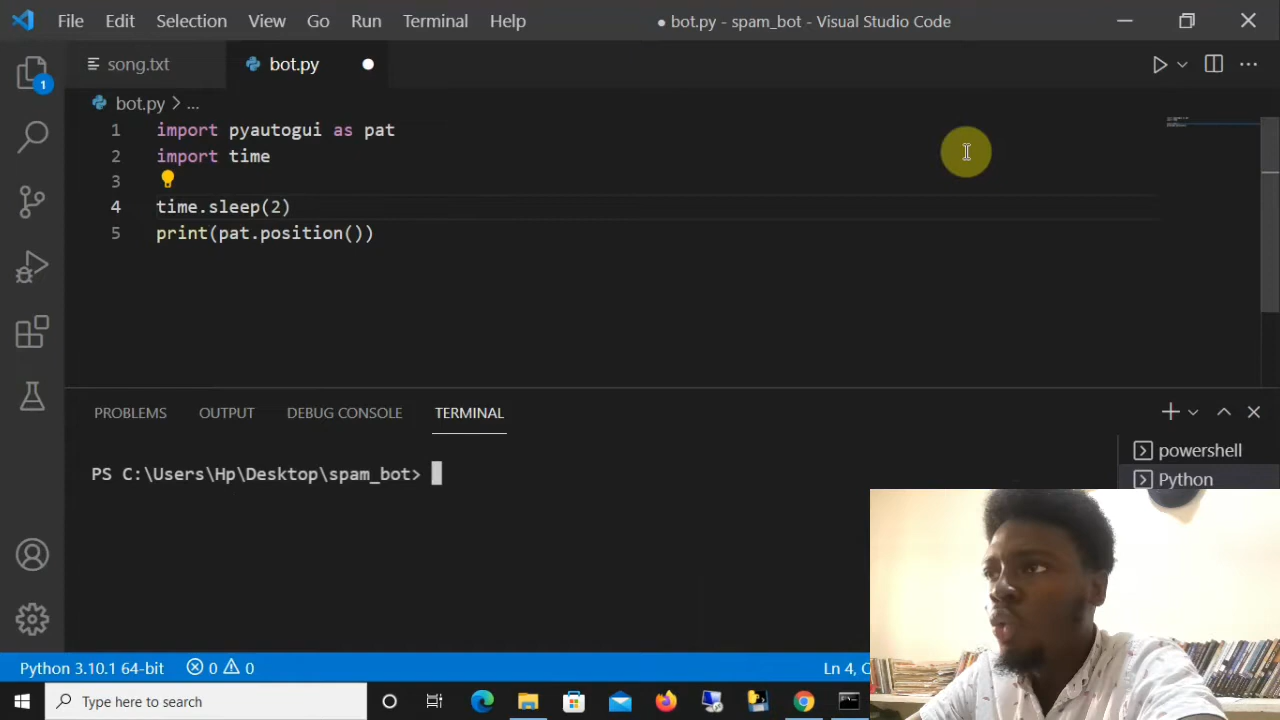 File Edit Selection View Go Run Terminal Help ● bot.py - spam_bot - Visual Studio Code
song.txt bot.py
1
bot.py > ...
1 import pyautogui as pat
2 import time
3
4 time.sleep(2)
5 print(pat.position())
PROBLEMS OUTPUT DEBUG CONSOLE TERMINAL
powershell
PS C:\Users\Hp\Desktop\spam_bot>
Python
Python 3.10.1 64-bit 0 0 Ln 4, C
Type here to search